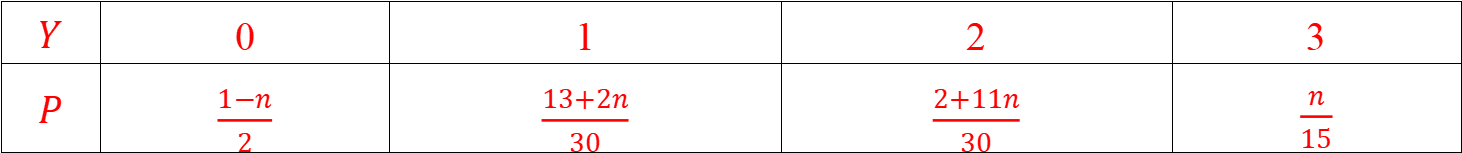 Y 0 1 2 3
P (1−n)/2 (13+2n)/30 (2+11n)/30 n/15